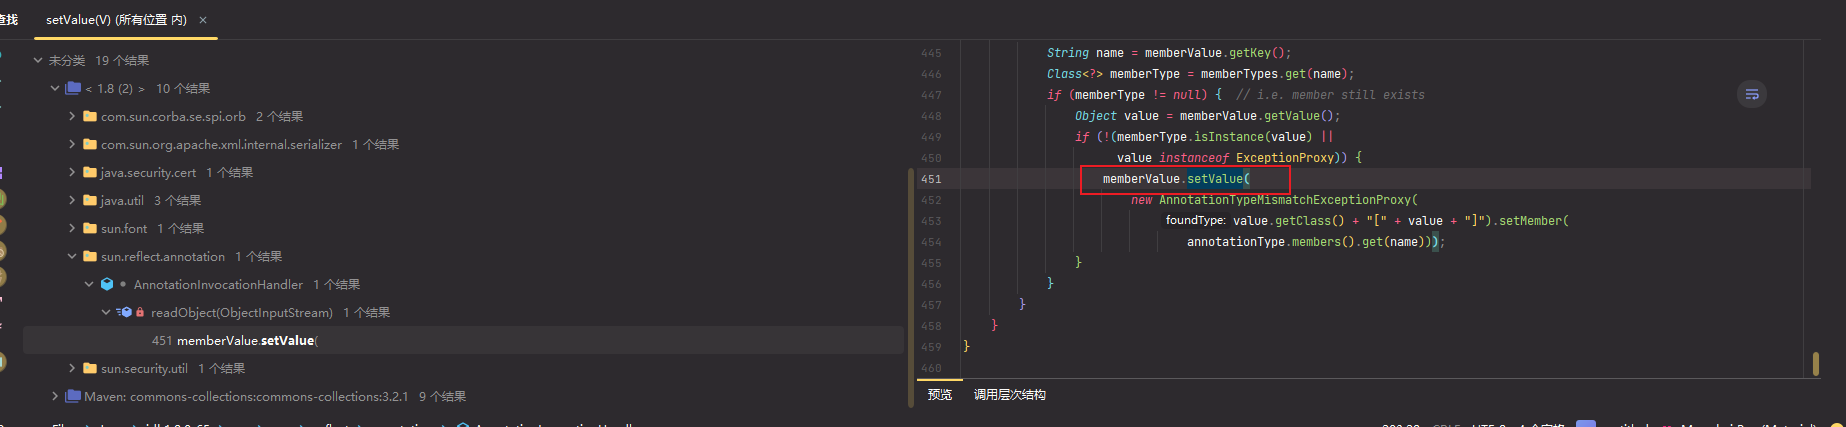 查找 setValue(V) (所有位置 内) ×
未分类 19 个结果
< 1.8 (2) > 10 个结果
com.sun.corba.se.spi.orb 2 个结果
com.sun.org.apache.xml.internal.serializer 1 个结果
java.security.cert 1 个结果
java.util 3 个结果
sun.font 1 个结果
sun.reflect.annotation 1 个结果
AnnotationInvocationHandler 1 个结果
readObject(ObjectInputStream) 1 个结果
451 memberValue.setValue(
sun.security.util 1 个结果
Maven: commons-collections:commons-collections:3.2.1 9 个结果
445 String name = memberValue.getKey();
446 Class<?> memberType = memberTypes.get(name);
447 if (memberType != null) { // i.e. member still exists
448 Object value = memberValue.getValue();
449 if (!(memberType.isInstance(value) ||
450 value instanceof ExceptionProxy)) {
451 memberValue.setValue(
452 new AnnotationTypeMismatchExceptionProxy(
453 foundType: value.getClass() + "[" + value + "]").setMember(
454 annotationType.members().get(name)));
455 }
456 }
457 }
458 }
459 }
460
预览 调用层次结构